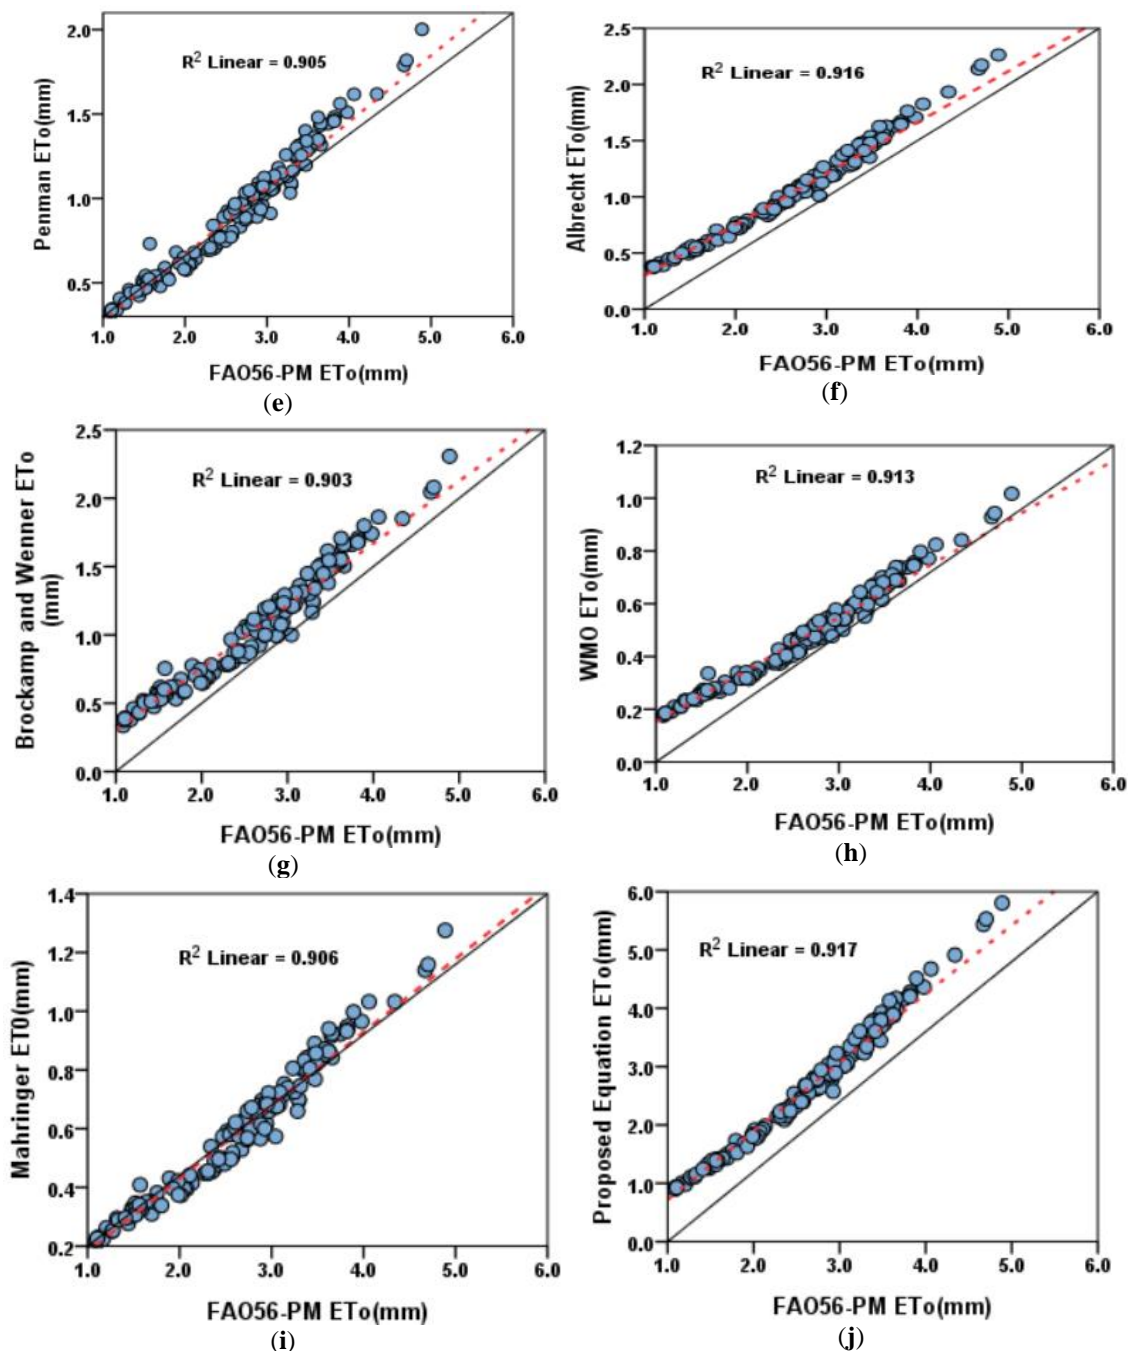 Penman ETo(mm)
2.0
1.5
1.0
0.5
R² Linear = 0.905
1.0 2.0 3.0 4.0 5.0 6.0
FAO56-PM ETo(mm)
(e)
Albrecht ETo(mm)
2.5
2.0
1.5
1.0
0.5
0.0
R² Linear = 0.916
1.0 2.0 3.0 4.0 5.0 6.0
FAO56-PM ETo(mm)
(f)
Brockamp and Wenner ETo
(mm)
2.5
2.0
1.5
1.0
0.5
0.0
R² Linear = 0.903
1.0 2.0 3.0 4.0 5.0 6.0
FAO56-PM ETo(mm)
(g)
WMO ETo(mm)
1.2
1.0
0.8
0.6
0.4
0.2
0.0
R² Linear = 0.913
1.0 2.0 3.0 4.0 5.0 6.0
FAO56-PM ETo(mm)
(h)
Mahringer ET0(mm)
1.4
1.2
1.0
0.8
0.6
0.4
0.2
R² Linear = 0.906
1.0 2.0 3.0 4.0 5.0 6.0
FAO56-PM ETo(mm)
(i)
Proposed Equation ETo(mm)
6.0
5.0
4.0
3.0
2.0
1.0
0.0
R² Linear = 0.917
1.0 2.0 3.0 4.0 5.0 6.0
FAO56-PM ETo(mm)
(j)